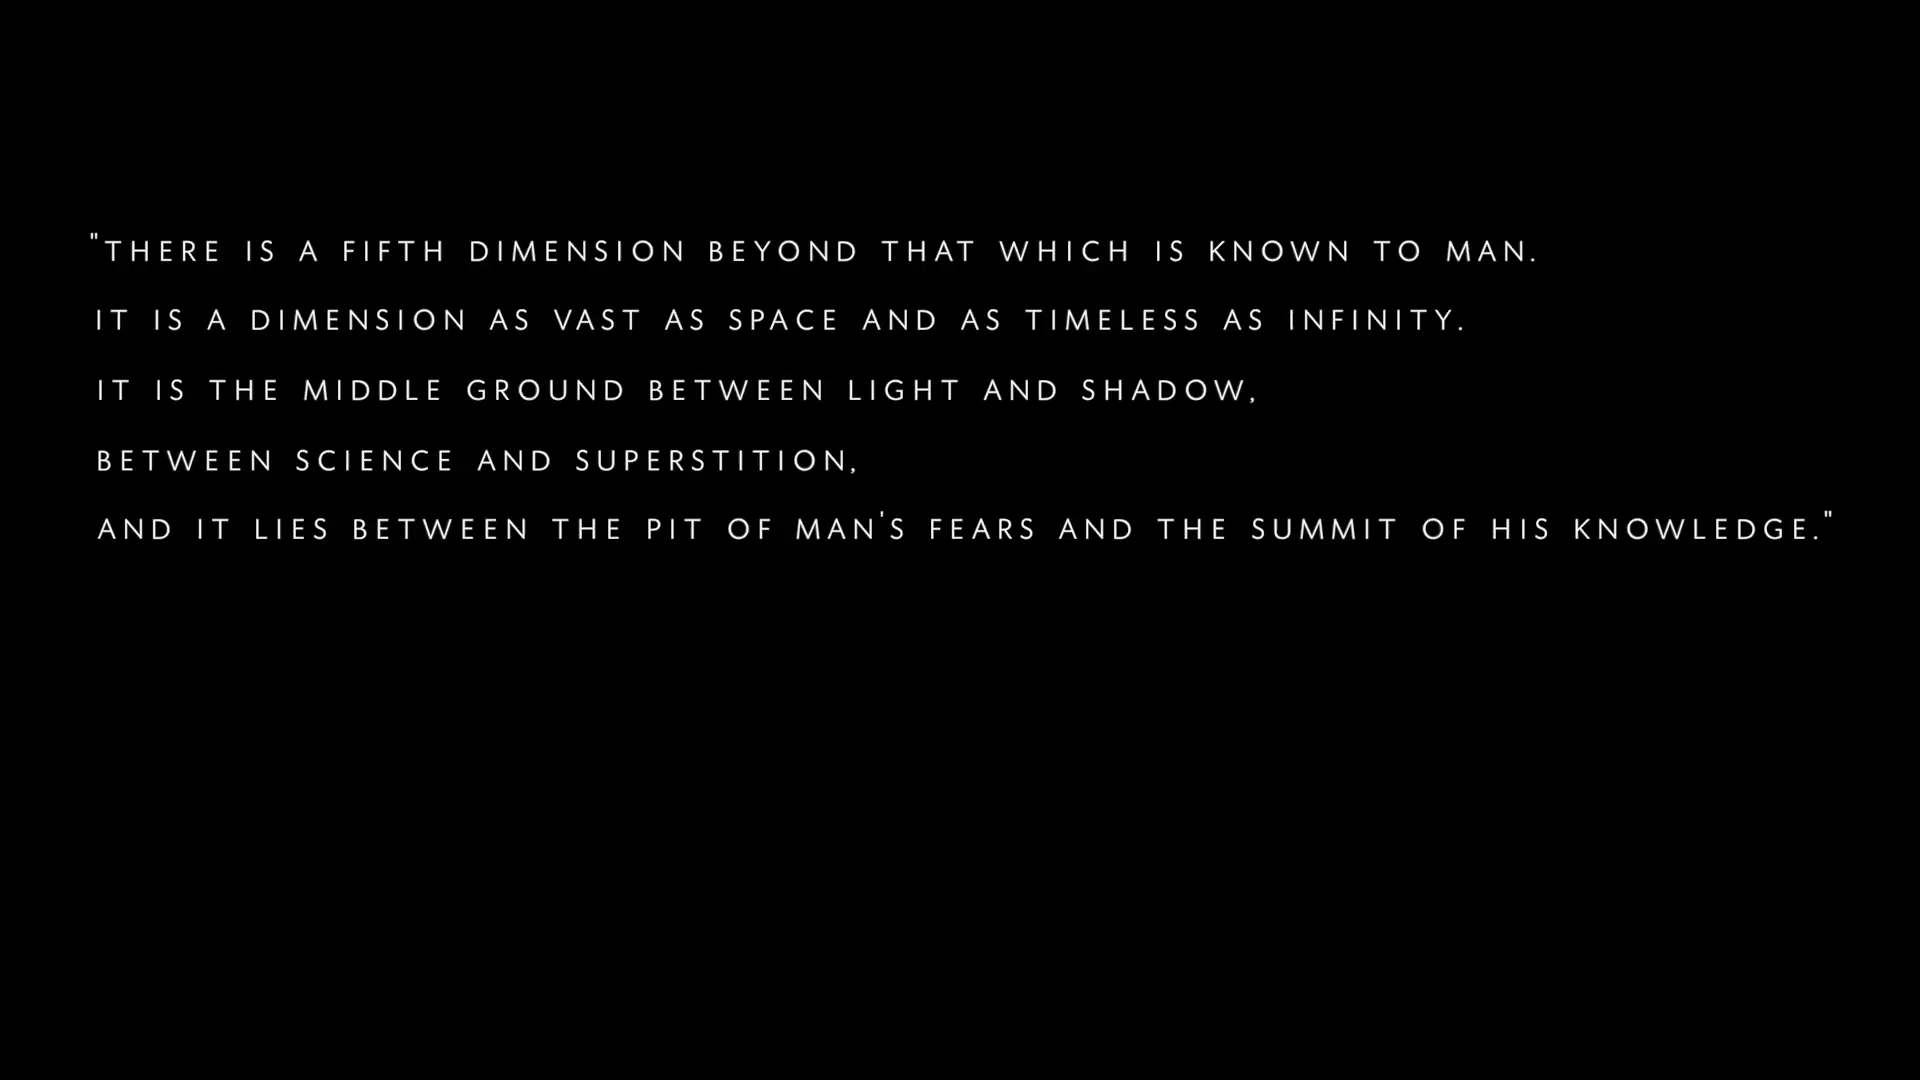 "THERE IS A FIFTH DIMENSION BEYOND THAT WHICH IS KNOWN TO MAN.
IT IS A DIMENSION AS VAST AS SPACE AND AS TIMELESS AS INFINITY.
IT IS THE MIDDLE GROUND BETWEEN LIGHT AND SHADOW,
BETWEEN SCIENCE AND SUPERSTITION,
AND IT LIES BETWEEN THE PIT OF MAN'S FEARS AND THE SUMMIT OF HIS KNOWLEDGE."